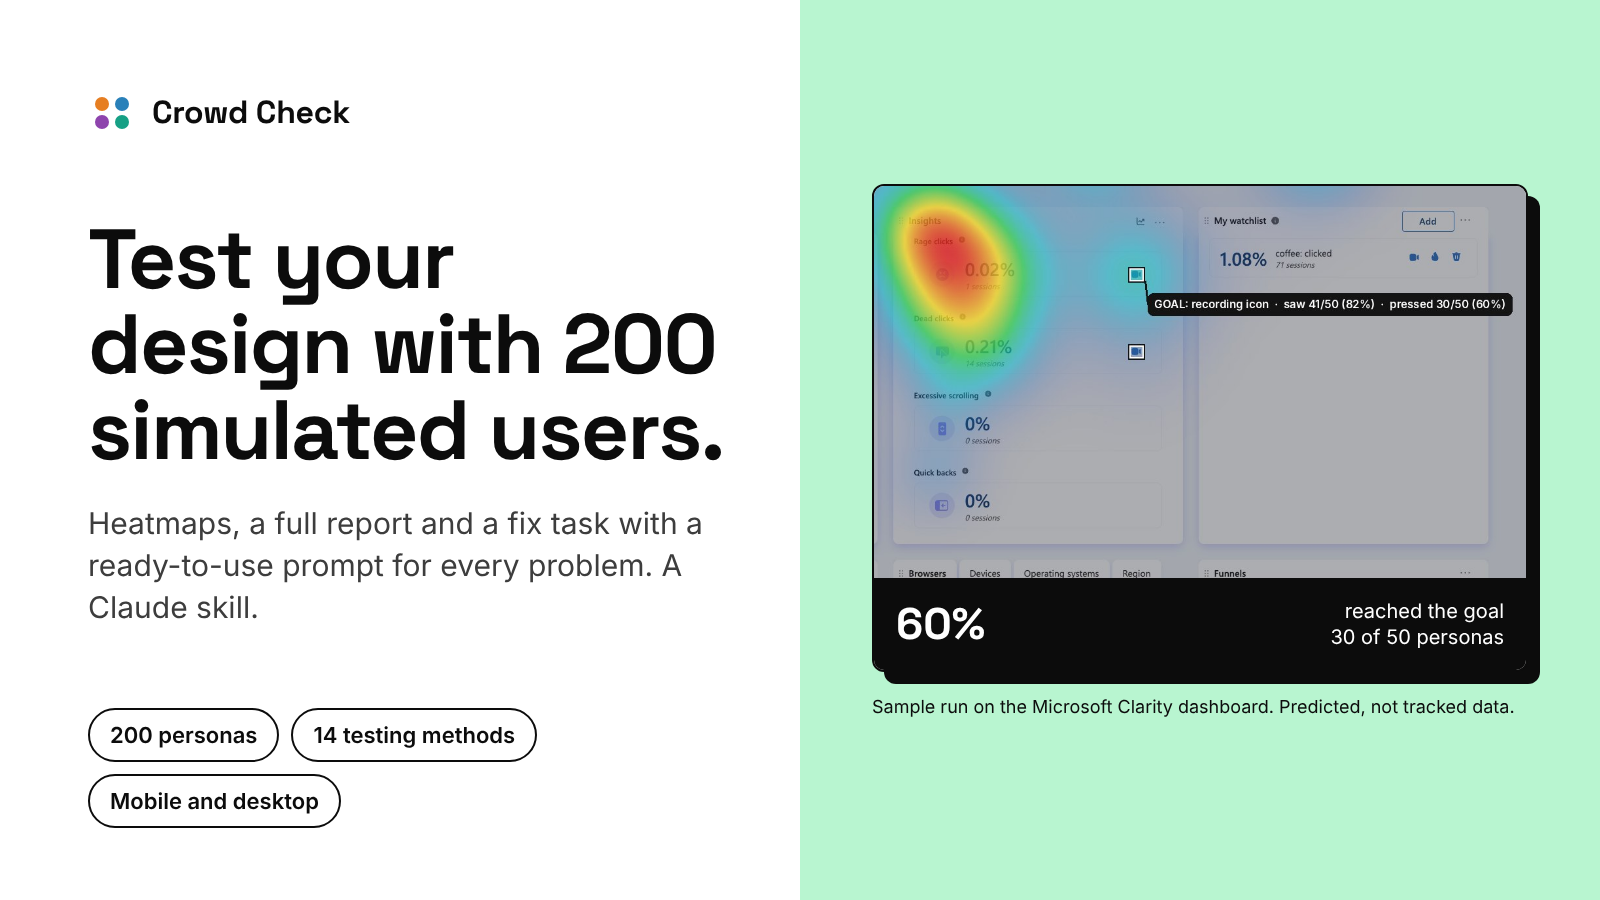 Crowd Check
Test your
design with 200
simulated users.
Heatmaps, a full report and a fix task with a
ready-to-use prompt for every problem. A
Claude skill.
200 personas
14 testing methods
Mobile and desktop
Insights
Rage clicks
0.02%
Dead clicks
0.21%
14 sessions
Excessive scrolling
0%
0 sessions
Quick backs
0%
0 sessions
My watchlist
Add
1.08%
coffee: clicked
71 sessions
GOAL: recording icon · saw 41/50 (82%) · pressed 30/50 (60%)
Browsers
Devices
Operating systems
Region
Funnels
60%
reached the goal
30 of 50 personas
Sample run on the Microsoft Clarity dashboard. Predicted, not tracked data.